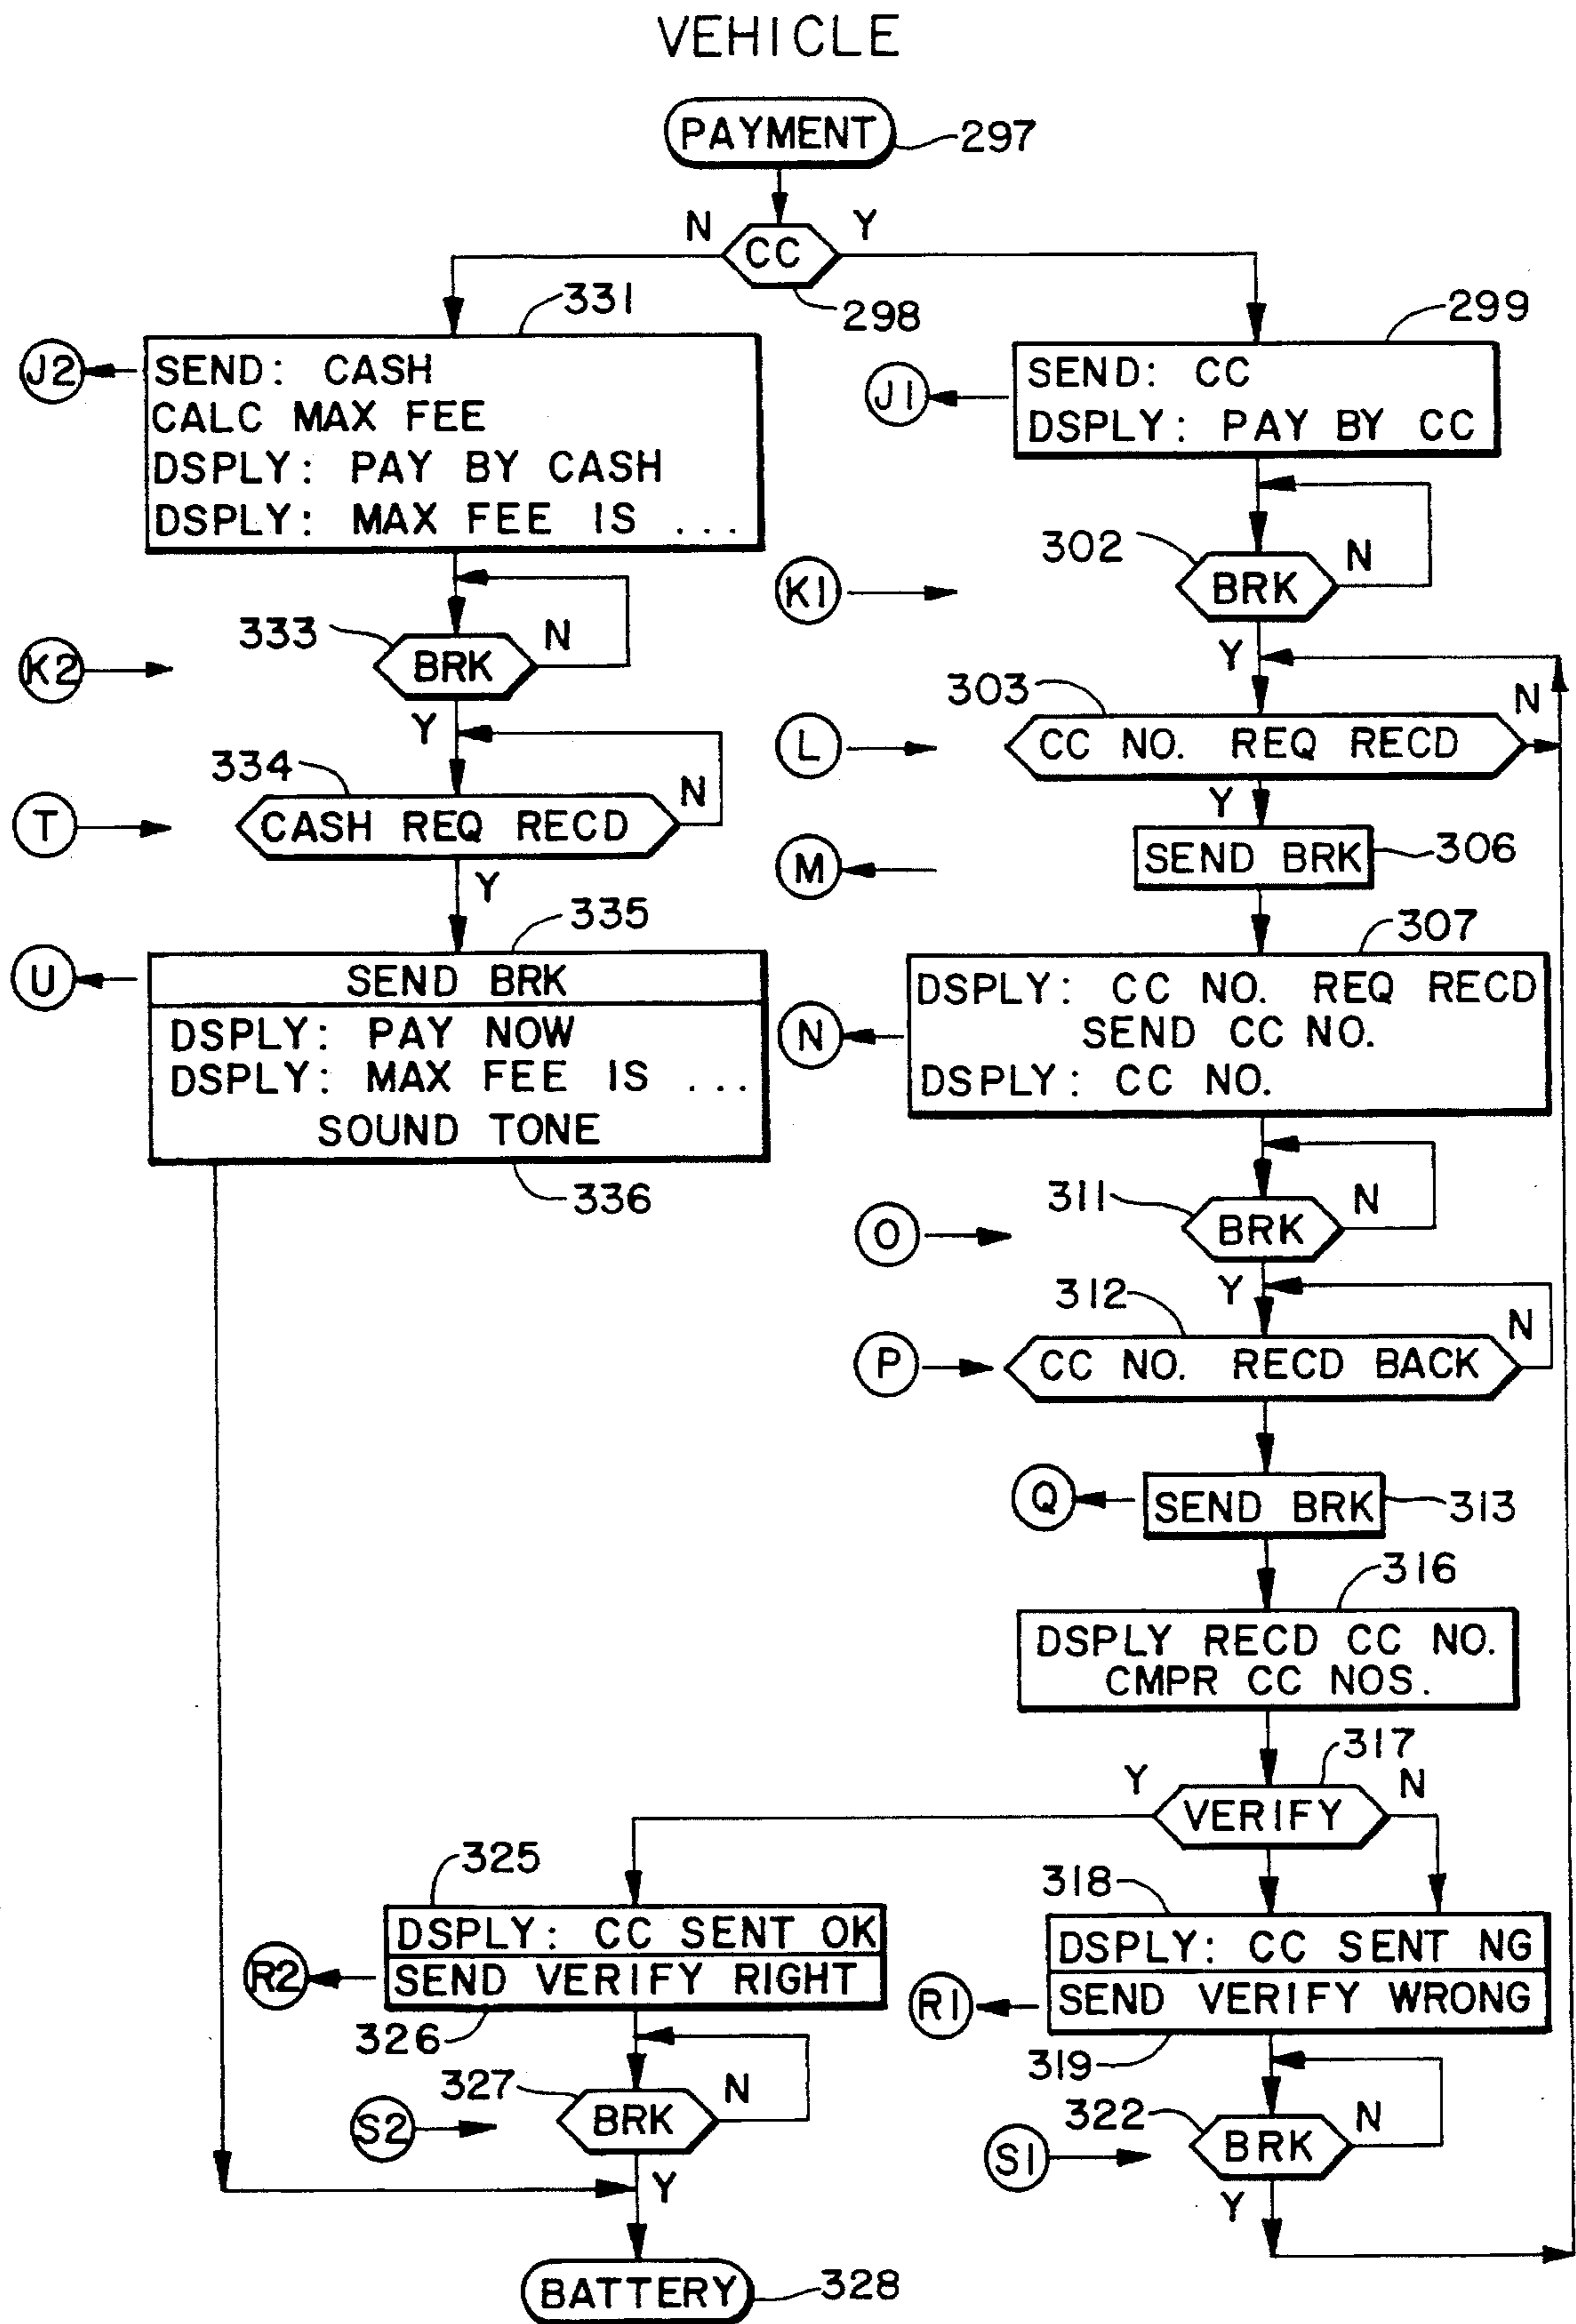 VEHICLE
PAYMENT
297
N
Y
CC
298
331
299
J2
SEND: CASH
CALC MAX FEE
DSPLY: PAY BY CASH
DSPLY: MAX FEE IS ...
J1
SEND: CC
DSPLY: PAY BY CC
302
BRK
N
K1
Y
333
BRK
N
K2
Y
303
CC NO. REQ RECD
N
L
Y
334
CASH REQ RECD
N
T
Y
M
SEND BRK
306
335
U
SEND BRK
DSPLY: PAY NOW
DSPLY: MAX FEE IS ...
SOUND TONE
336
307
N
DSPLY: CC NO. REQ RECD
SEND CC NO.
DSPLY: CC NO.
311
BRK
N
O
Y
312
CC NO. RECD BACK
N
P
Q
SEND BRK
313
316
DSPLY RECD CC NO.
CMPR CC NOS.
317
Y
VERIFY
N
325
DSPLY: CC SENT OK
R2
SEND VERIFY RIGHT
326
318
DSPLY: CC SENT NG
R1
SEND VERIFY WRONG
319
327
BRK
N
S2
Y
322
BRK
N
S1
Y
BATTERY
328